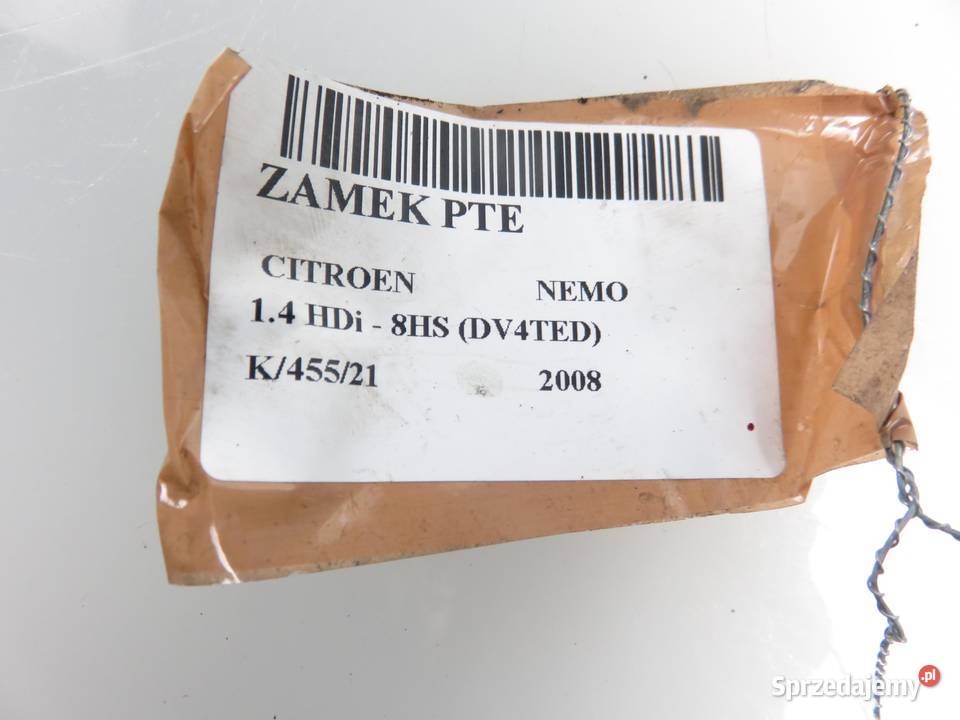 ZAMEK PTE
CITROEN NEMO
1.4 HDi - 8HS (DV4TED)
K/455/21 2008
Sprzedajemy.pl